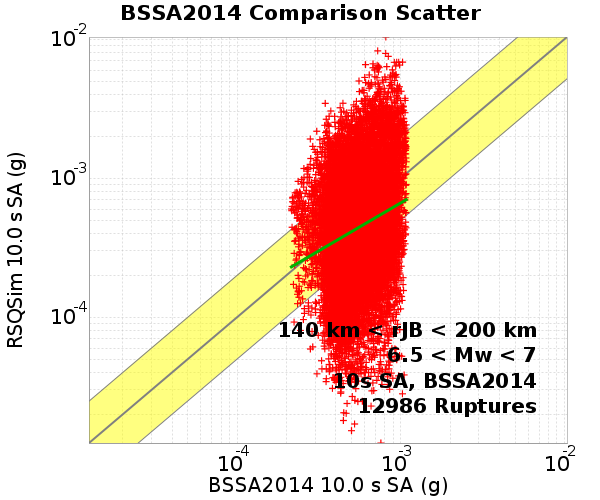 BSSA2014 Comparison Scatter
10-2
10-3
10-4
RSQSim 10.0 s SA (g)
140 km < rJB < 200 km
6.5 < Mw < 7
10s SA, BSSA2014
12986 Ruptures
10-4 10-3 10-2
BSSA2014 10.0 s SA (g)